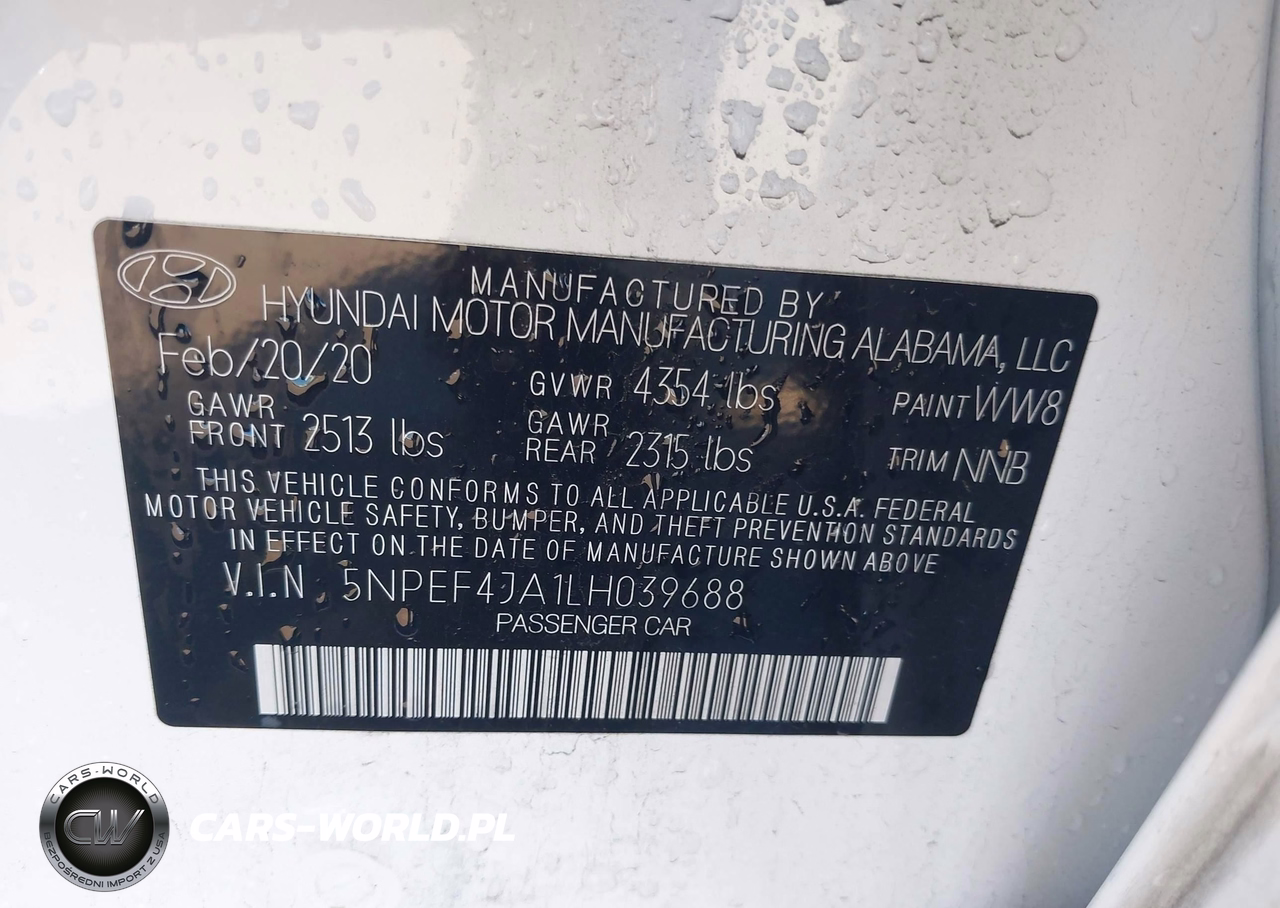 MANUFACTURED BY
HYUNDAI MOTOR MANUFACTURING ALABAMA, LLC
Feb/20/20
GVWR 4354 lbs
PAINT WW8
GAWR
FRONT 2513 lbs
GAWR
REAR 2315 lbs
TRIM NNB
THIS VEHICLE CONFORMS TO ALL APPLICABLE U.S.A. FEDERAL
MOTOR VEHICLE SAFETY, BUMPER, AND THEFT PREVENTION STANDARDS
IN EFFECT ON THE DATE OF MANUFACTURE SHOWN ABOVE
V.I.N 5NPEF4JA1LH039688
PASSENGER CAR
CARS-WORLD
CW
BEZPOŚREDNI IMPORT Z USA
CARS-WORLD.PL